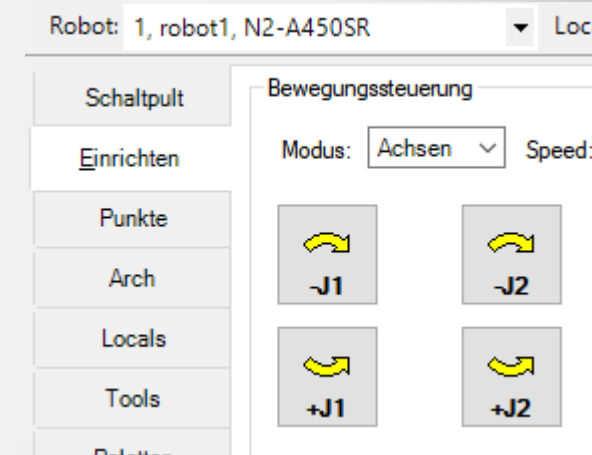 Robot: 1, robot1, N2-A450SR Loc
Schaltpult
Einrichten
Punkte
Arch
Locals
Tools
Bewegungssteuerung
Modus: Achsen Speed:
-J1 -J2
+J1 +J2